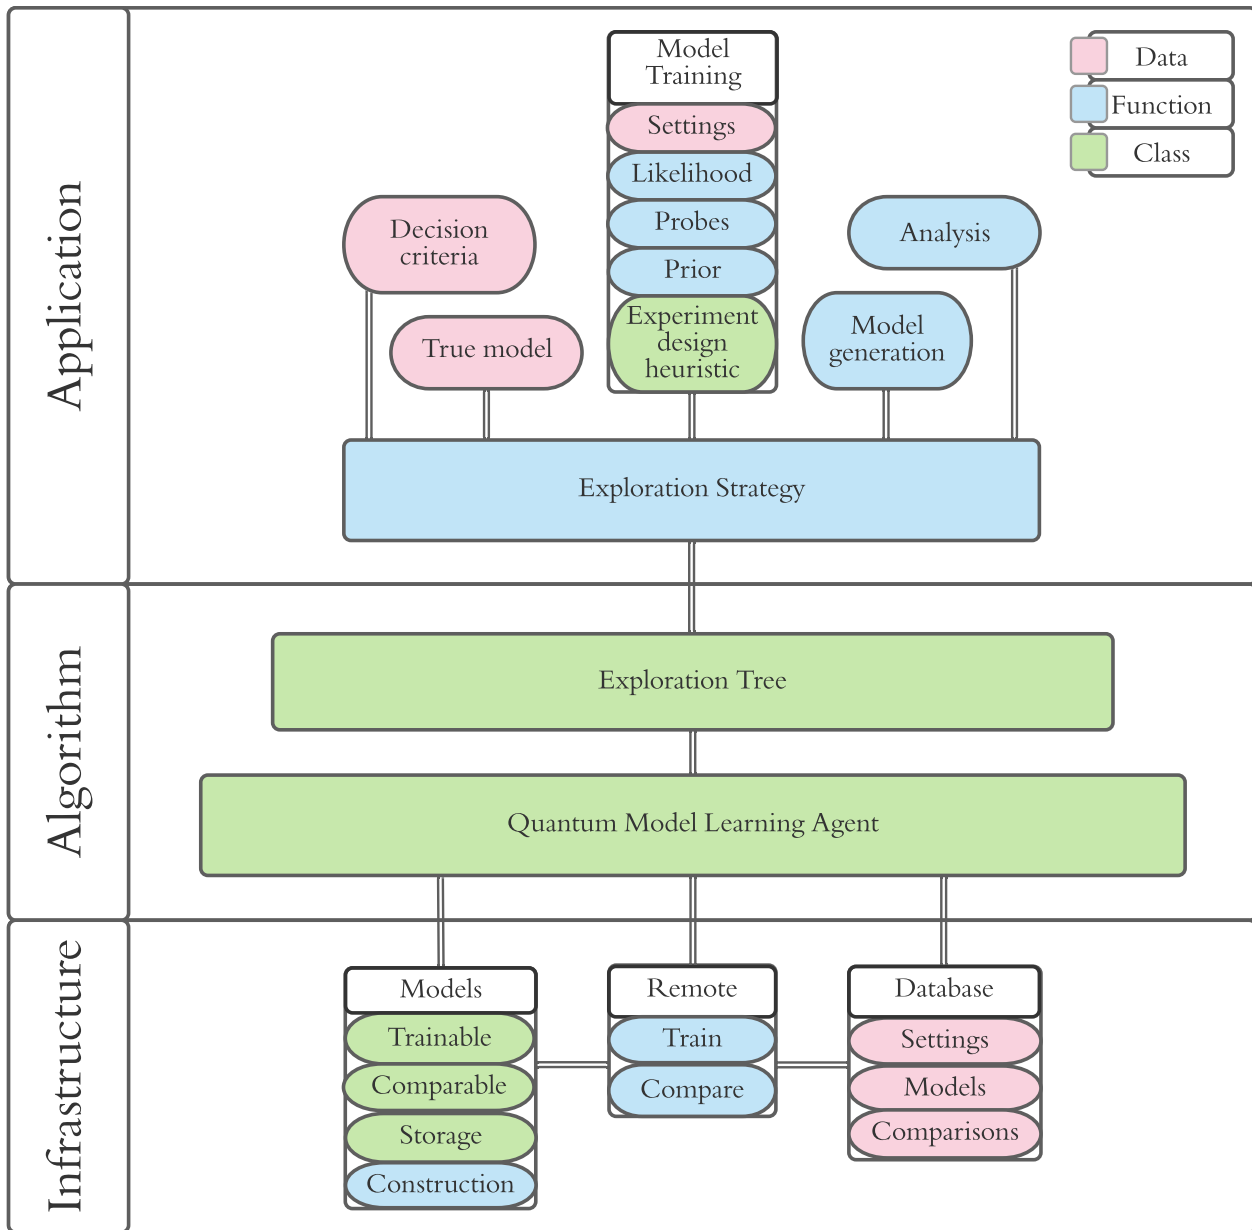 Application
Model
Training
Settings
Likelihood
Probes
Prior
Experiment
design
heuristic
Decision
criteria
True model
Analysis
Model
generation
Data
Function
Class
Exploration Strategy
Algorithm
Exploration Tree
Quantum Model Learning Agent
Infrastructure
Models
Trainable
Comparable
Storage
Construction
Remote
Train
Compare
Database
Settings
Models
Comparisons